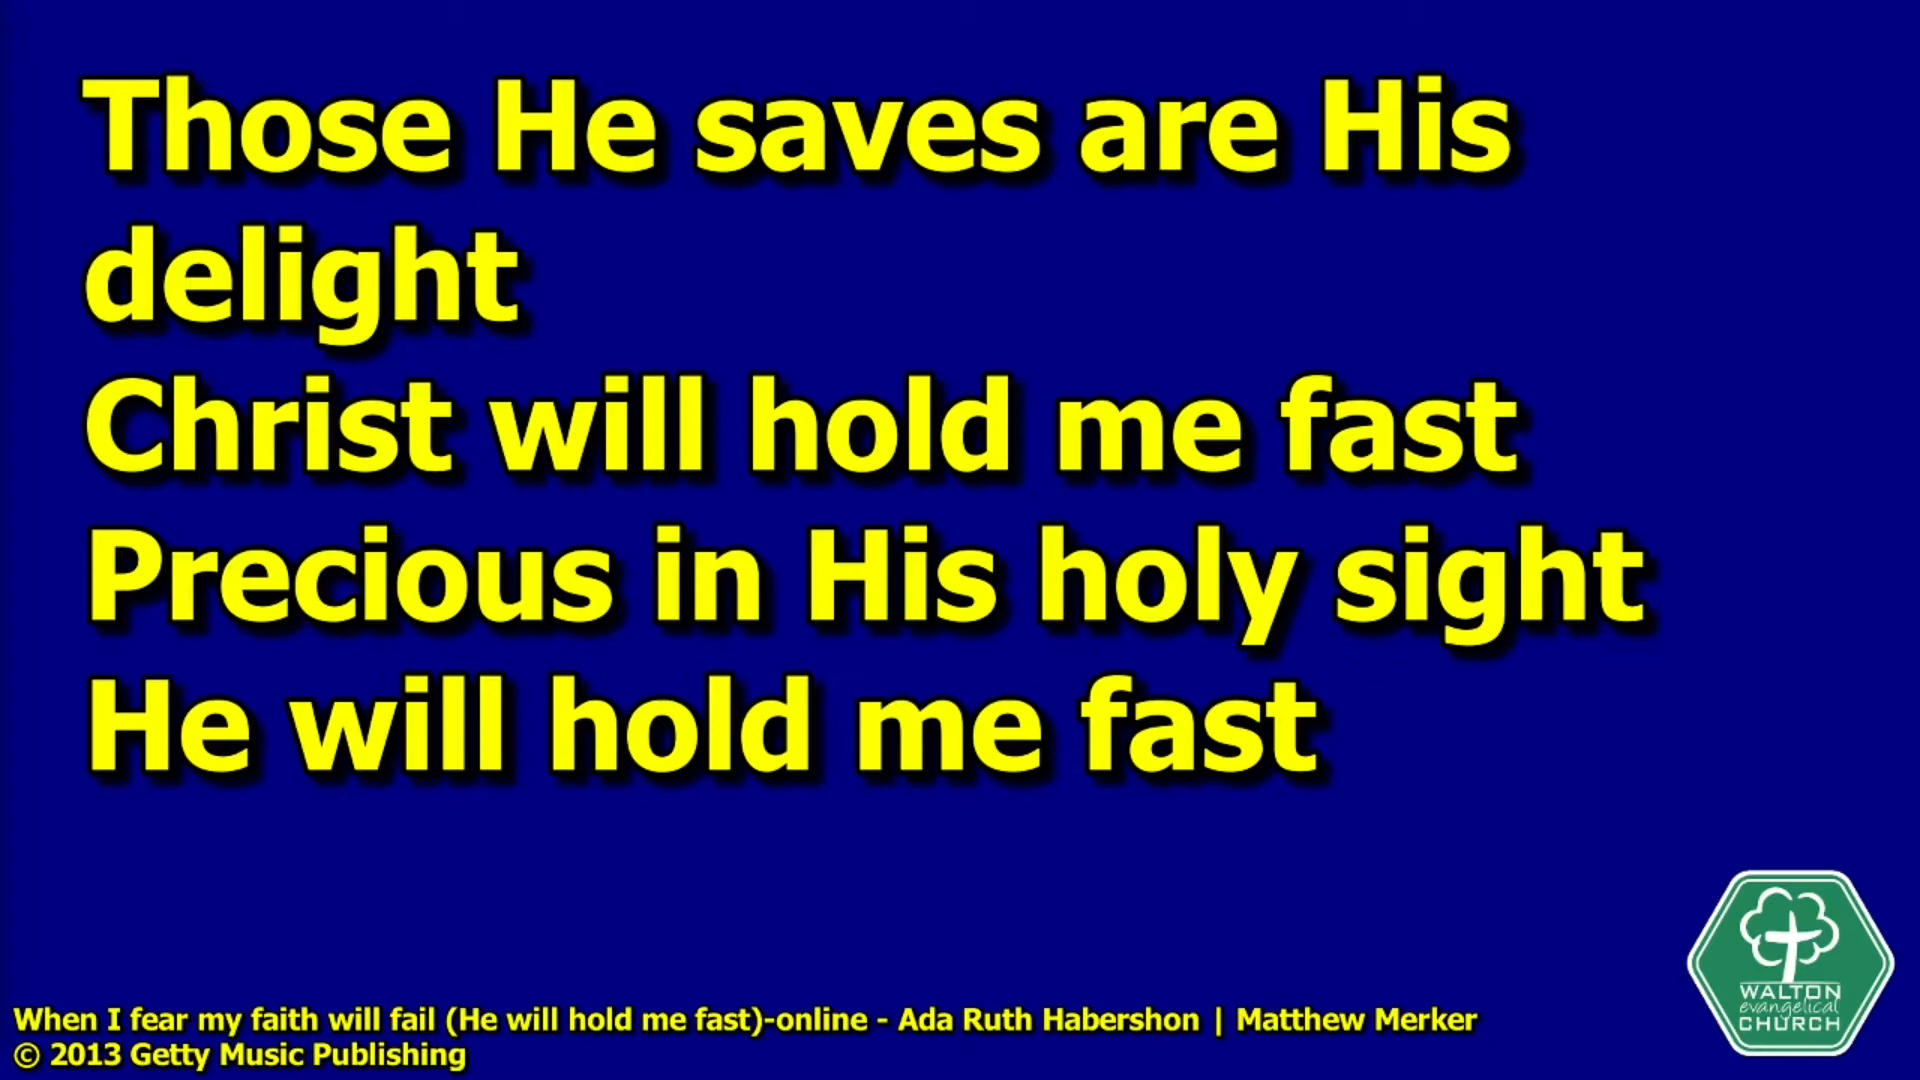 Those He saves are His
delight
Christ will hold me fast
Precious in His holy sight
He will hold me fast
WALTON
evangelical
CHURCH
When I fear my faith will fail (He will hold me fast)-online - Ada Ruth Habershon | Matthew Merker
© 2013 Getty Music Publishing